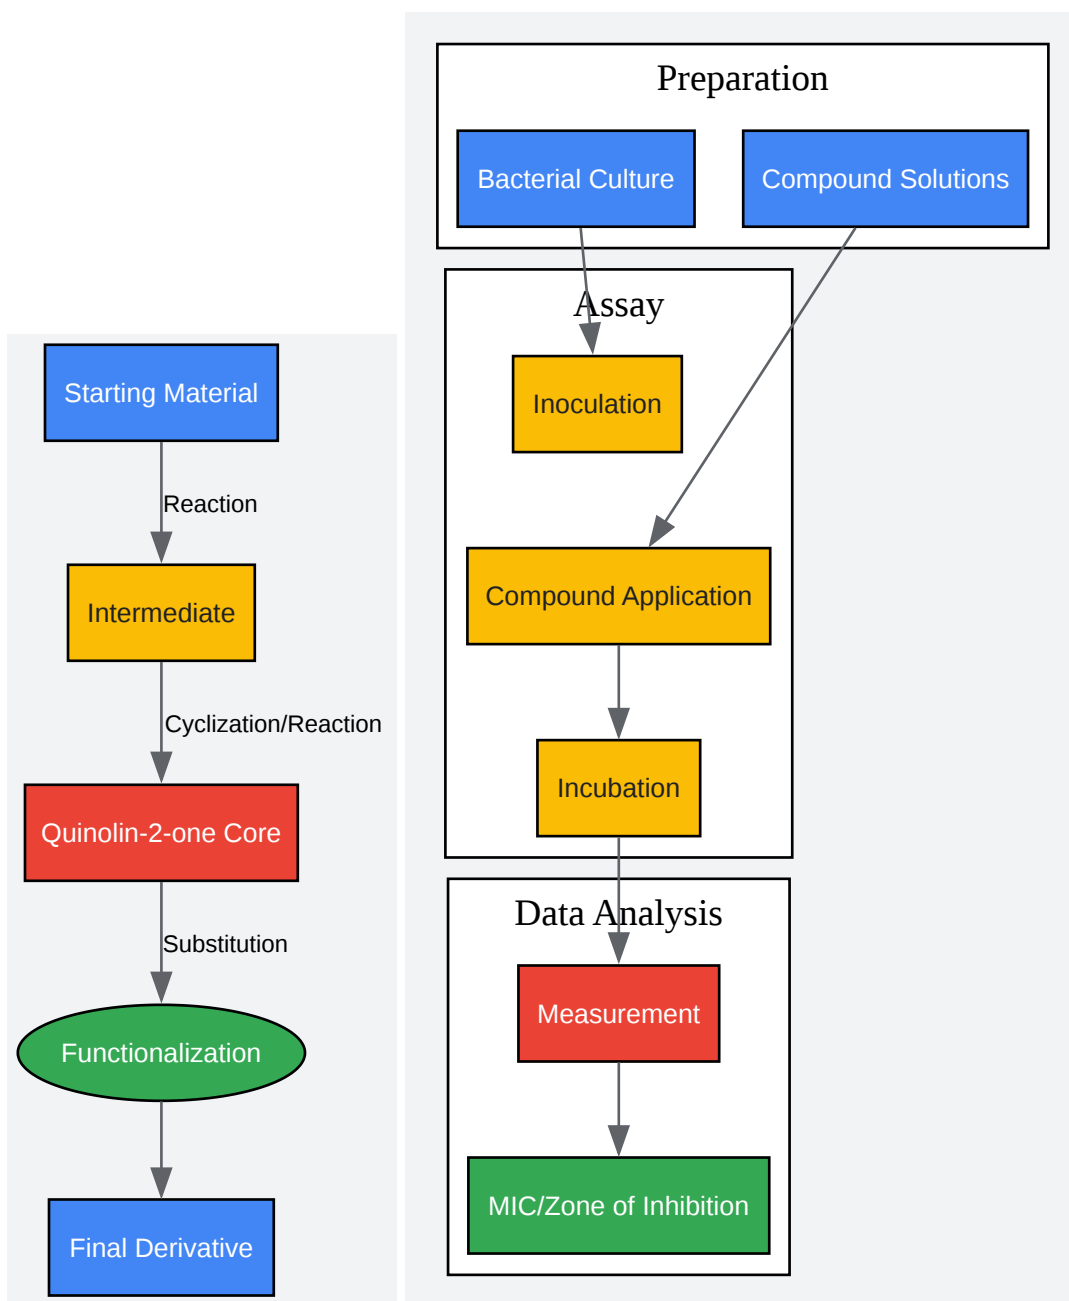 Starting Material
Reaction
Intermediate
Cyclization/Reaction
Quinolin-2-one Core
Substitution
Functionalization
Final Derivative
Preparation
Bacterial Culture
Compound Solutions
Assay
Inoculation
Compound Application
Incubation
Data Analysis
Measurement
MIC/Zone of Inhibition